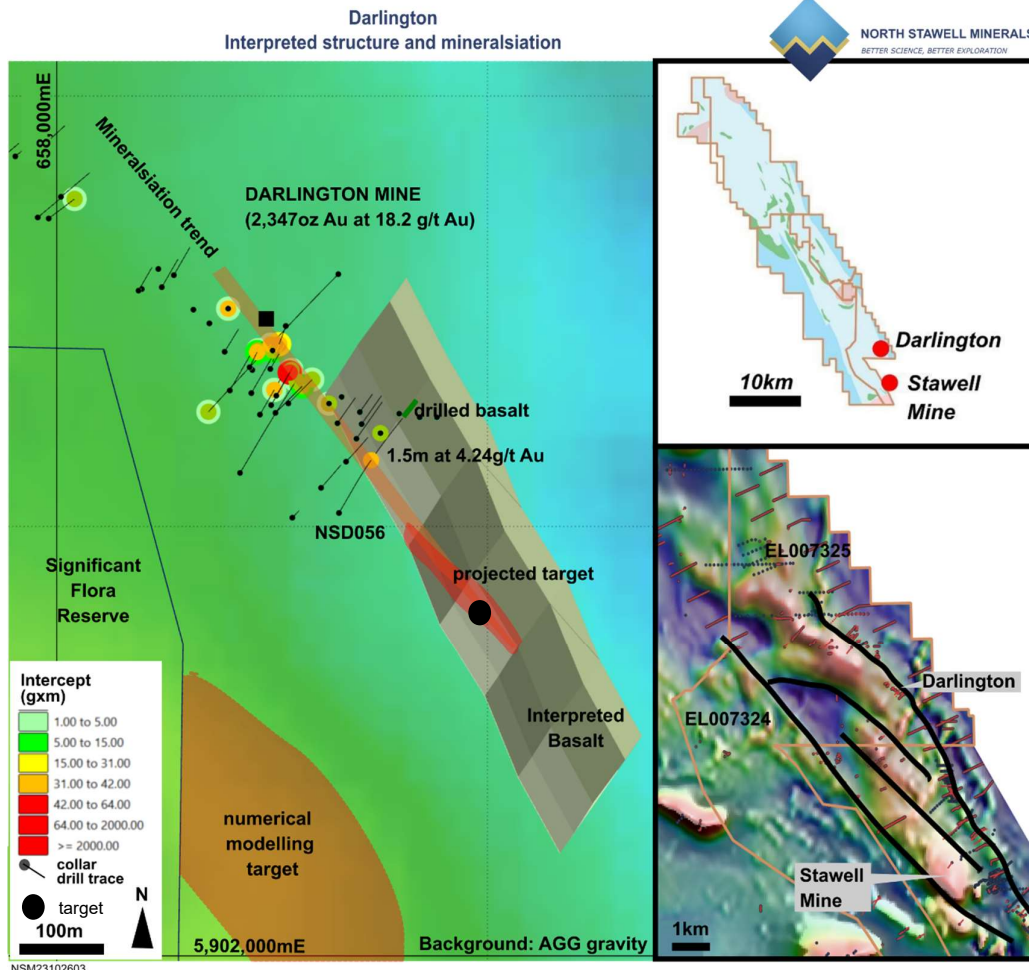 Darlington
Interpreted structure and mineralsiation
NORTH STAWELL MINERALS
BETTER SCIENCE, BETTER EXPLORATION
658,000mE
Mineralsiation trend
DARLINGTON MINE
(2,347oz Au at 18.2 g/t Au)
drilled basalt
1.5m at 4.24g/t Au
NSD056
projected target
Significant
Flora
Reserve
Interpreted
Basalt
numerical
modelling
target
Intercept
(gxm)
1.00 to 5.00
5.00 to 15.00
15.00 to 31.00
31.00 to 42.00
42.00 to 64.00
64.00 to 2000.00
>= 2000.00
collar
drill trace
target
N
100m
5,902,000mE
Background: AGG gravity
NSM23102603
Darlington
Stawell
Mine
10km
EL007325
Darlington
EL007324
Stawell
Mine
1km